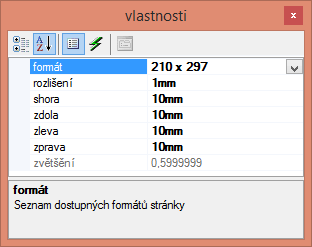 vlastnosti
formát 210 x 297
rozlišení 1mm
shora 10mm
zdola 10mm
zleva 10mm
zprava 10mm
zvětšení 0,5999999
formát
Seznam dostupných formátů stránky